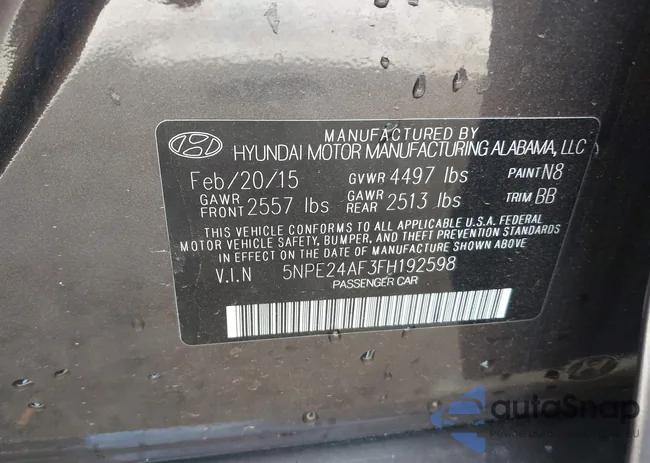 MANUFACTURED BY
HYUNDAI MOTOR MANUFACTURING ALABAMA, LLC
Feb/20/15 GVWR 4497 lbs PAINT N8
GAWR FRONT 2557 lbs GAWR REAR 2513 lbs TRIM BB
THIS VEHICLE CONFORMS TO ALL APPLICABLE U.S.A. FEDERAL
MOTOR VEHICLE SAFETY, BUMPER, AND THEFT PREVENTION STANDARDS
IN EFFECT ON THE DATE OF MANUFACTURE SHOWN ABOVE
V.I.N 5NPE24AF3FH192598
PASSENGER CAR
autoSnap